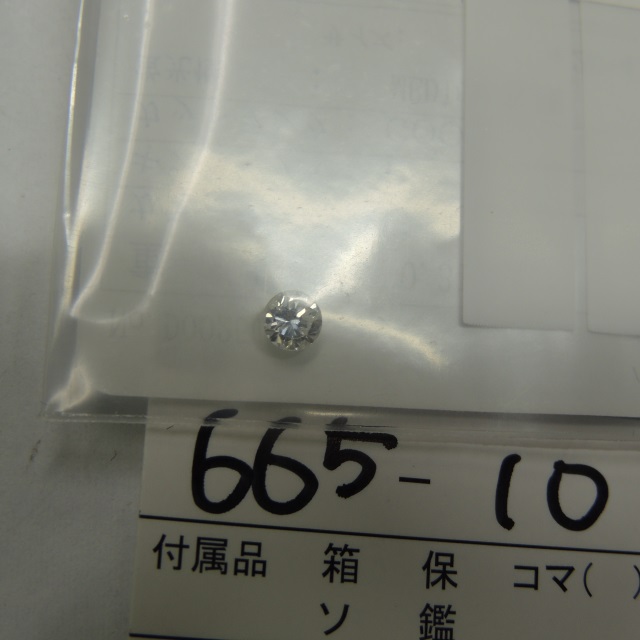 665-10
付属品 箱 保 コマ( )
ソ 鑑